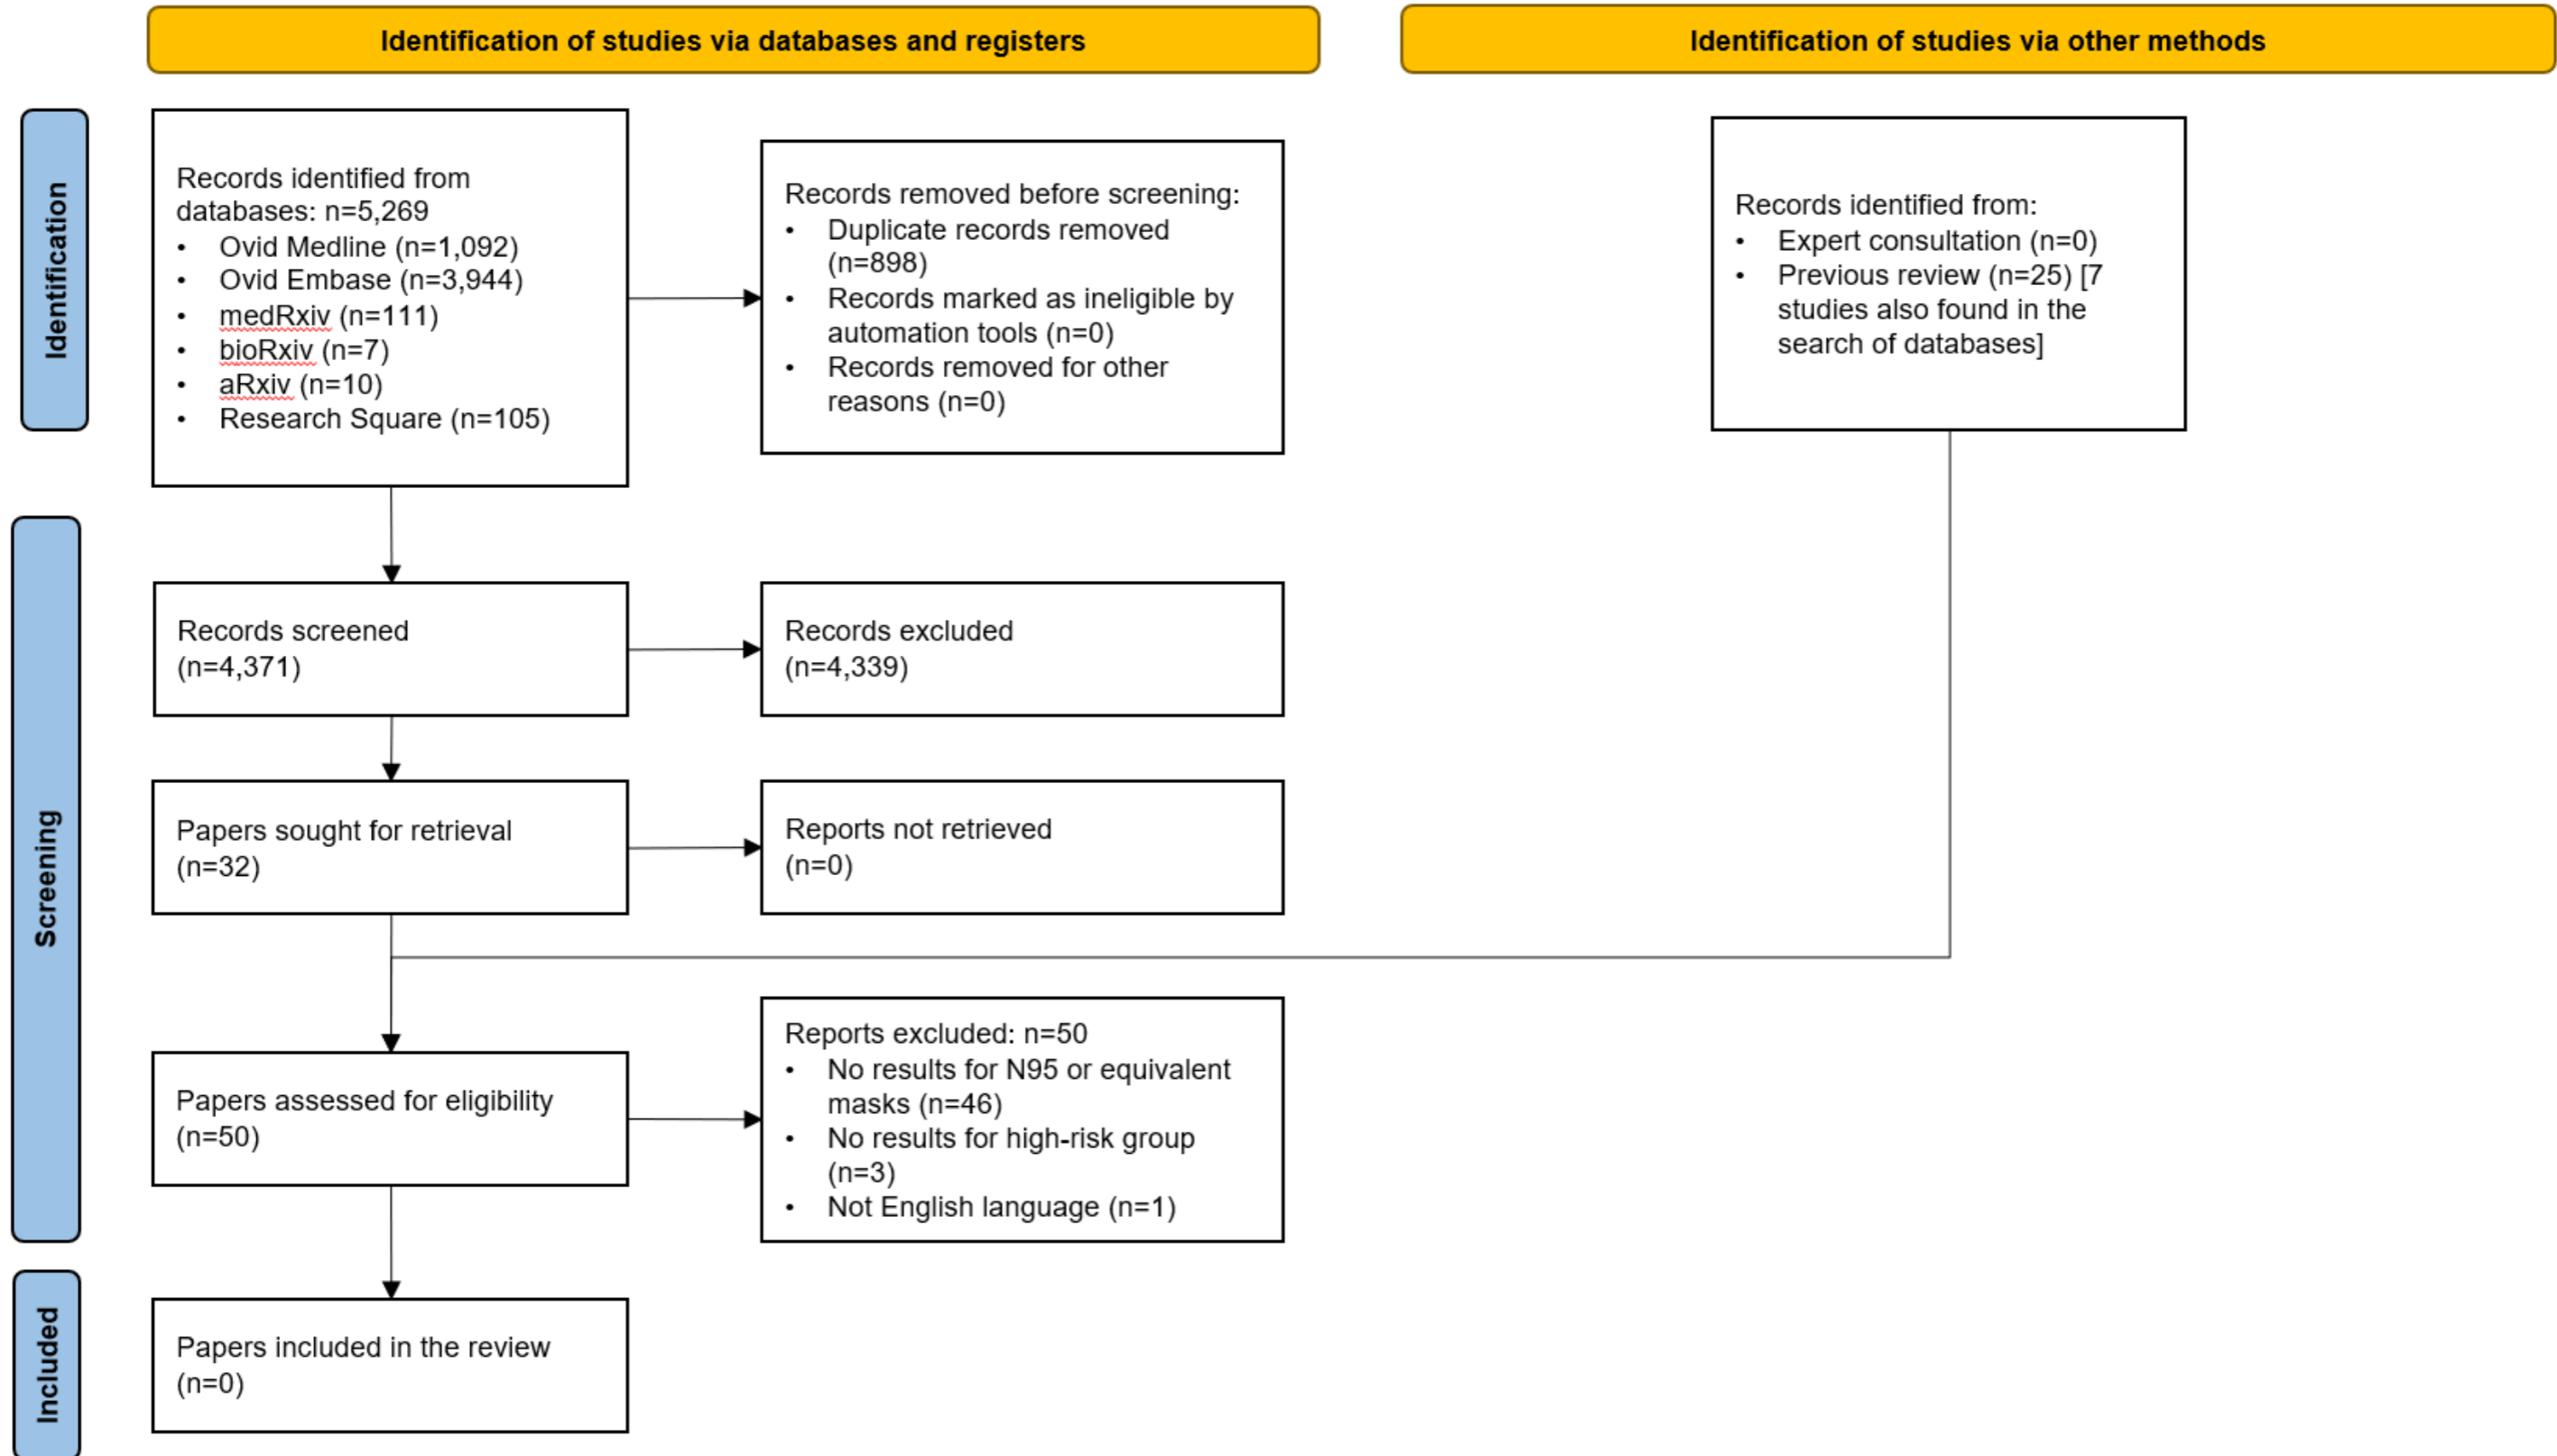 Identification of studies via databases and registers
Identification of studies via other methods
Identification
Records identified from
databases: n=5,269
• Ovid Medline (n=1,092)
• Ovid Embase (n=3,944)
• medRxiv (n=111)
• bioRxiv (n=7)
• aRxiv (n=10)
• Research Square (n=105)
Records removed before screening:
• Duplicate records removed
(n=898)
• Records marked as ineligible by
automation tools (n=0)
• Records removed for other
reasons (n=0)
Records identified from:
• Expert consultation (n=0)
• Previous review (n=25) [7
studies also found in the
search of databases]
Screening
Records screened
(n=4,371)
Records excluded
(n=4,339)
Papers sought for retrieval
(n=32)
Reports not retrieved
(n=0)
Papers assessed for eligibility
(n=50)
Reports excluded: n=50
• No results for N95 or equivalent
masks (n=46)
• No results for high-risk group
(n=3)
• Not English language (n=1)
Included
Papers included in the review
(n=0)